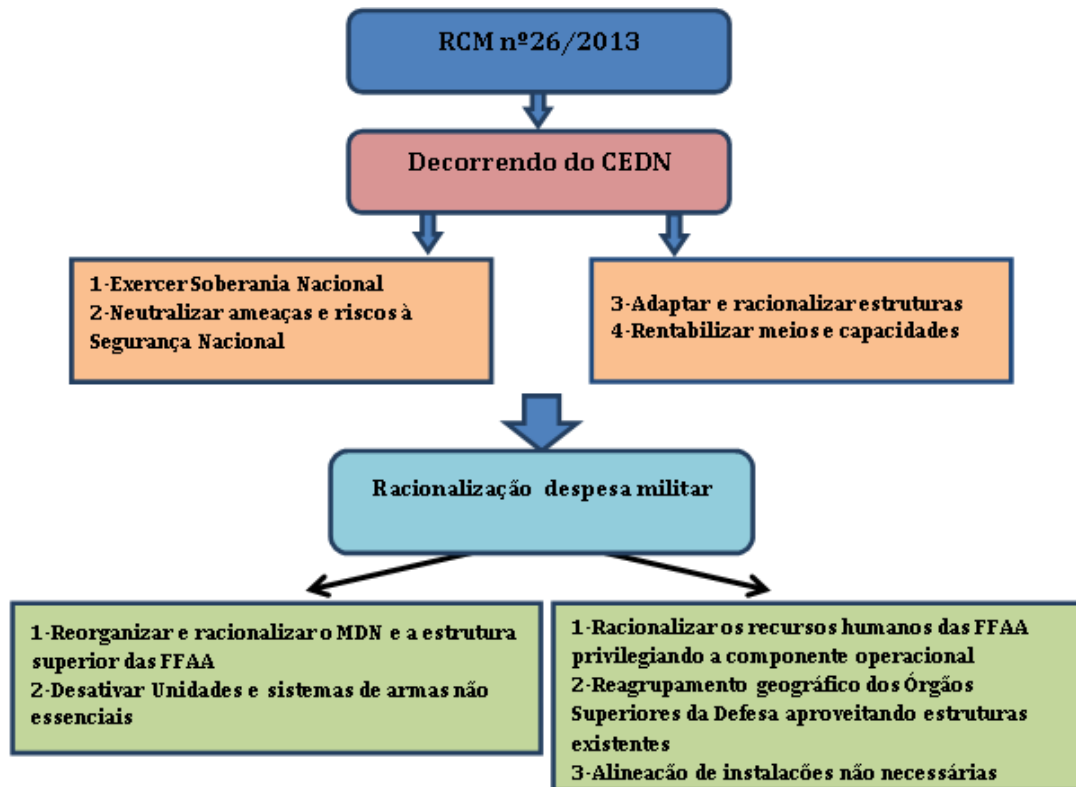 RCM nº26/2013
Decorrendo do CEDN
1-Exercer Soberania Nacional
2-Neutralizar ameaças e riscos à
Segurança Nacional
3-Adaptar e racionalizar estruturas
4-Rentabilizar meios e capacidades
Racionalização despesa militar
1-Reorganizar e racionalizar o MDN e a estrutura
superior das FFAA
2-Desativar Unidades e sistemas de armas não
essenciais
1-Racionalizar os recursos humanos das FFAA
privilegiando a componente operacional
2-Reagrupamento geográfico dos Órgãos
Superiores da Defesa aproveitando estruturas
existentes
3-Alineação de instalações não necessárias